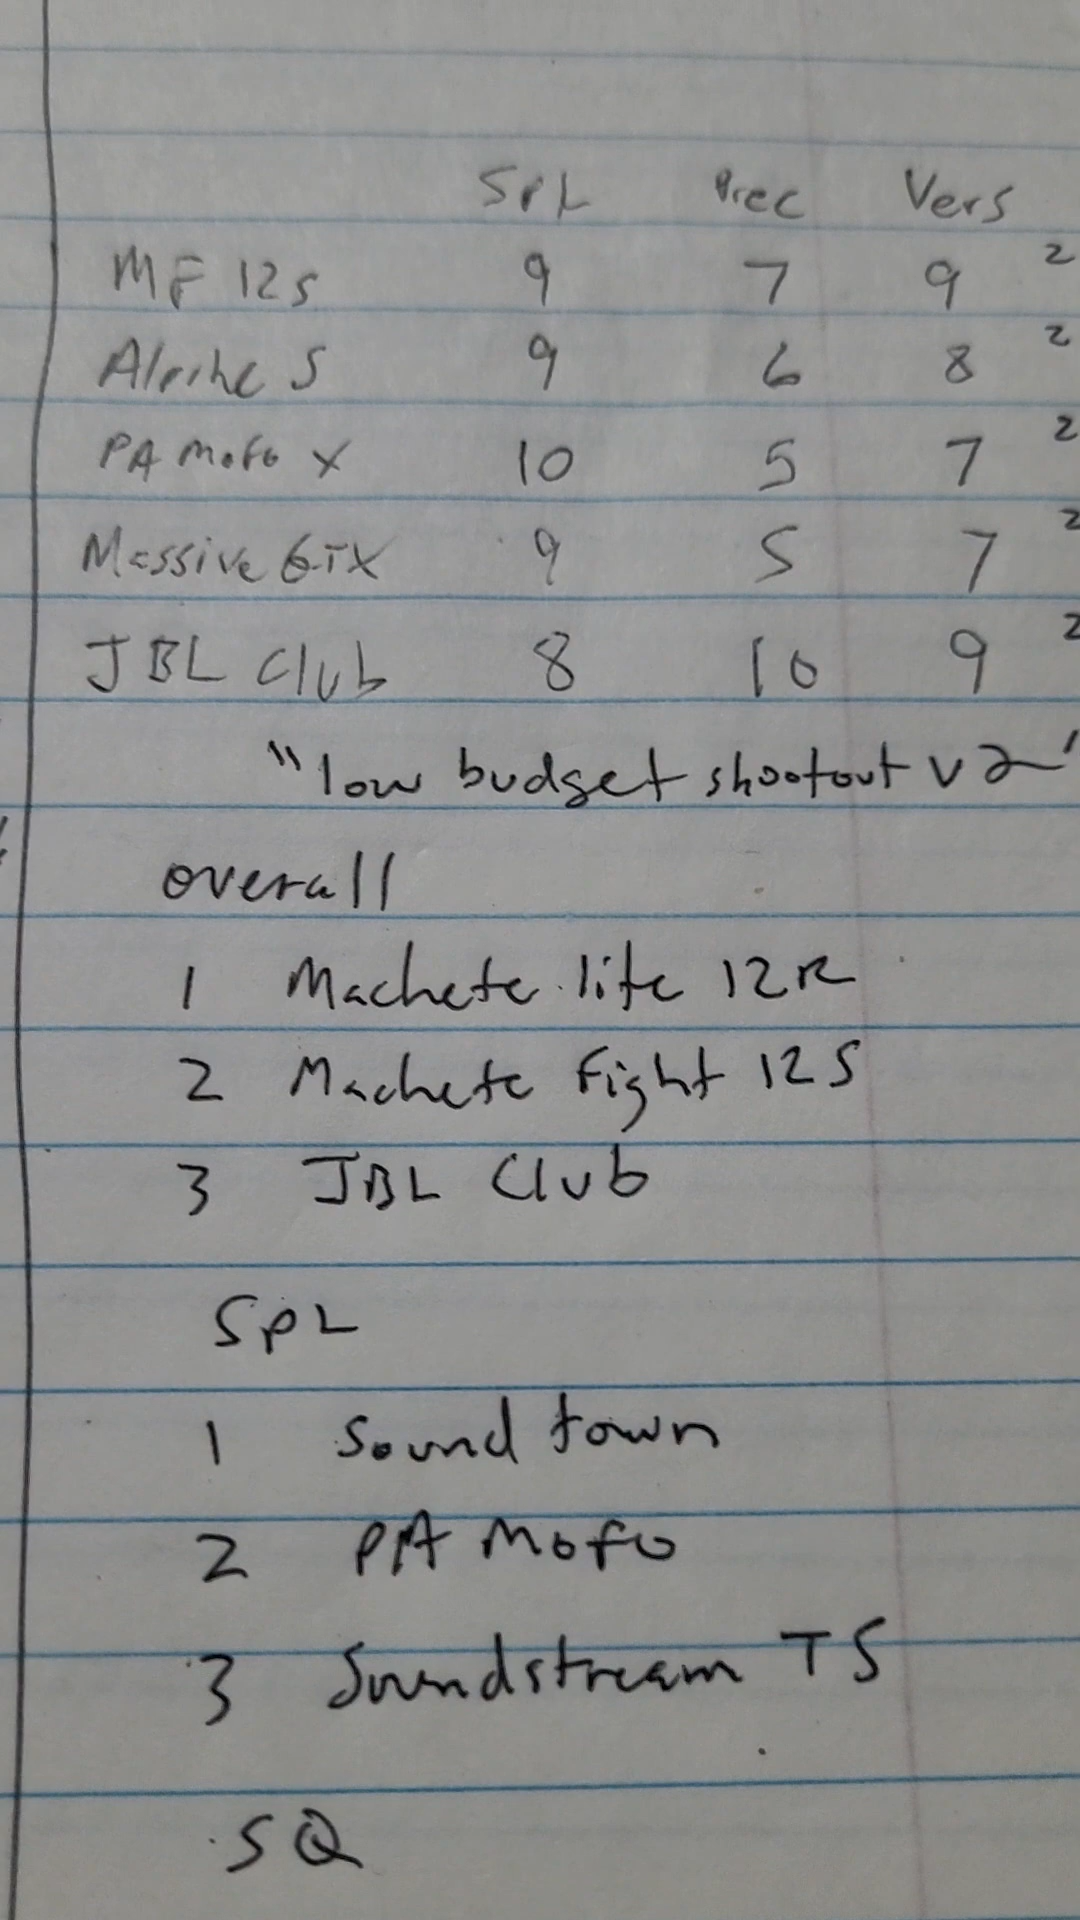 SPL Prec Vers
MF 12s 9 7 9 2
Alpine S 9 6 8 2
PA Mofo X 10 5 7 2
Massive GTX 9 5 7 2
JBL Club 8 10 9 2
"low budget shootout v2"
overall
1 Machete lite 12R
2 Machete Fight 12S
3 JBL Club
SPL
1 Sound town
2 PA Mofo
3 Soundstream TS
SQ